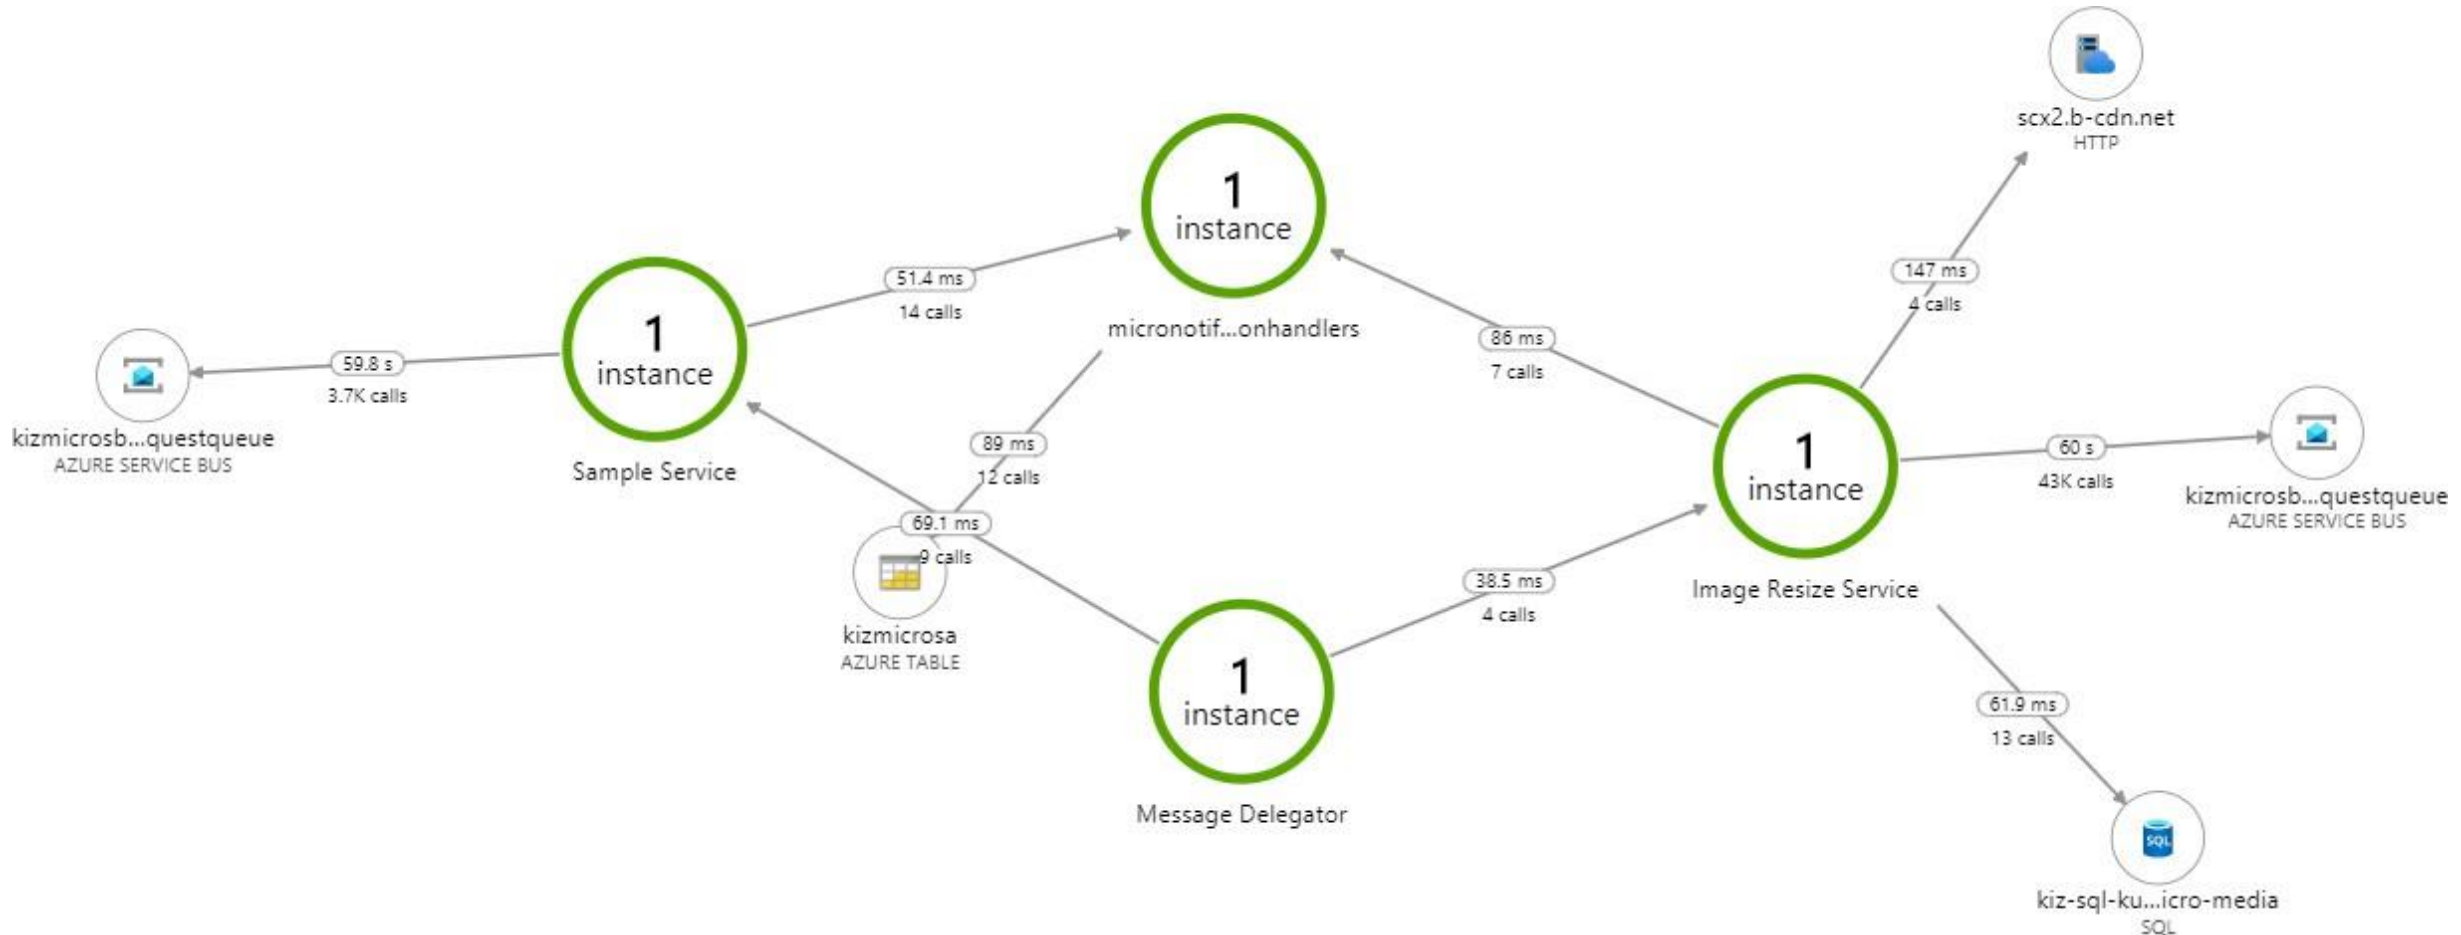 scx2.b-cdn.net
HTTP
1
instance
micronotif...onhandlers
51.4 ms
14 calls
147 ms
4 calls
1
instance
Sample Service
86 ms
7 calls
59.8 s
3.7K calls
kizmicrosb...questqueue
AZURE SERVICE BUS
89 ms
12 calls
1
instance
Image Resize Service
60 s
43K calls
kizmicrosb...questqueue
AZURE SERVICE BUS
69.1 ms
9 calls
kizmicrosa
AZURE TABLE
38.5 ms
4 calls
1
instance
Message Delegator
61.9 ms
13 calls
SQL
kiz-sql-ku...icro-media
SQL